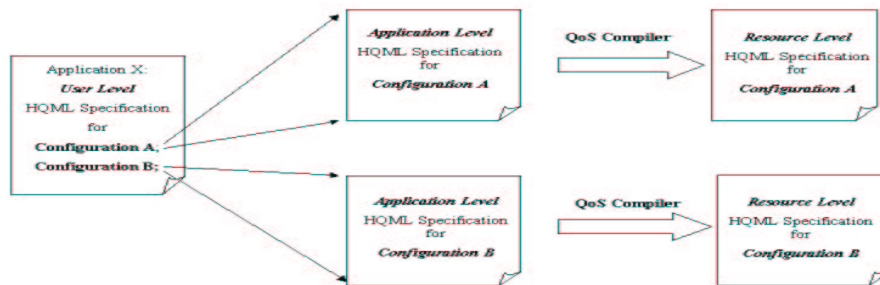 Application X:
User Level
HQML Specification
for
Configuration A;
Configuration B;
Application Level
HQML Specification
for
Configuration A
QoS Compiler
Resource Level
HQML Specification
for
Configuration A
Application Level
HQML Specification
for
Configuration B
QoS Compiler
Resource Level
HQML Specification
for
Configuration B